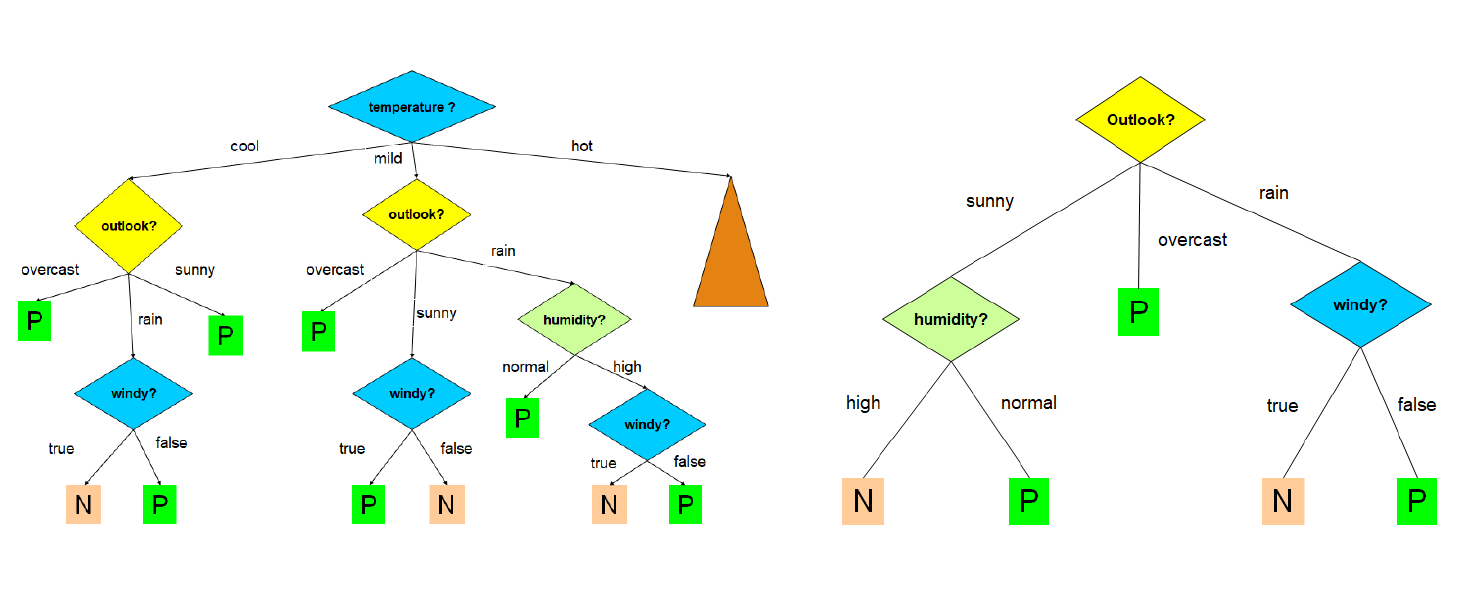 temperature ?
cool
mild
hot
outlook?
outlook?
overcast
sunny
rain
overcast
sunny
rain
P
P
P
humidity?
normal
high
windy?
windy?
P
windy?
true
false
true
false
true
false
N
P
P
N
N
P
Outlook?
sunny
overcast
rain
humidity?
P
windy?
high
normal
true
false
N
P
N
P